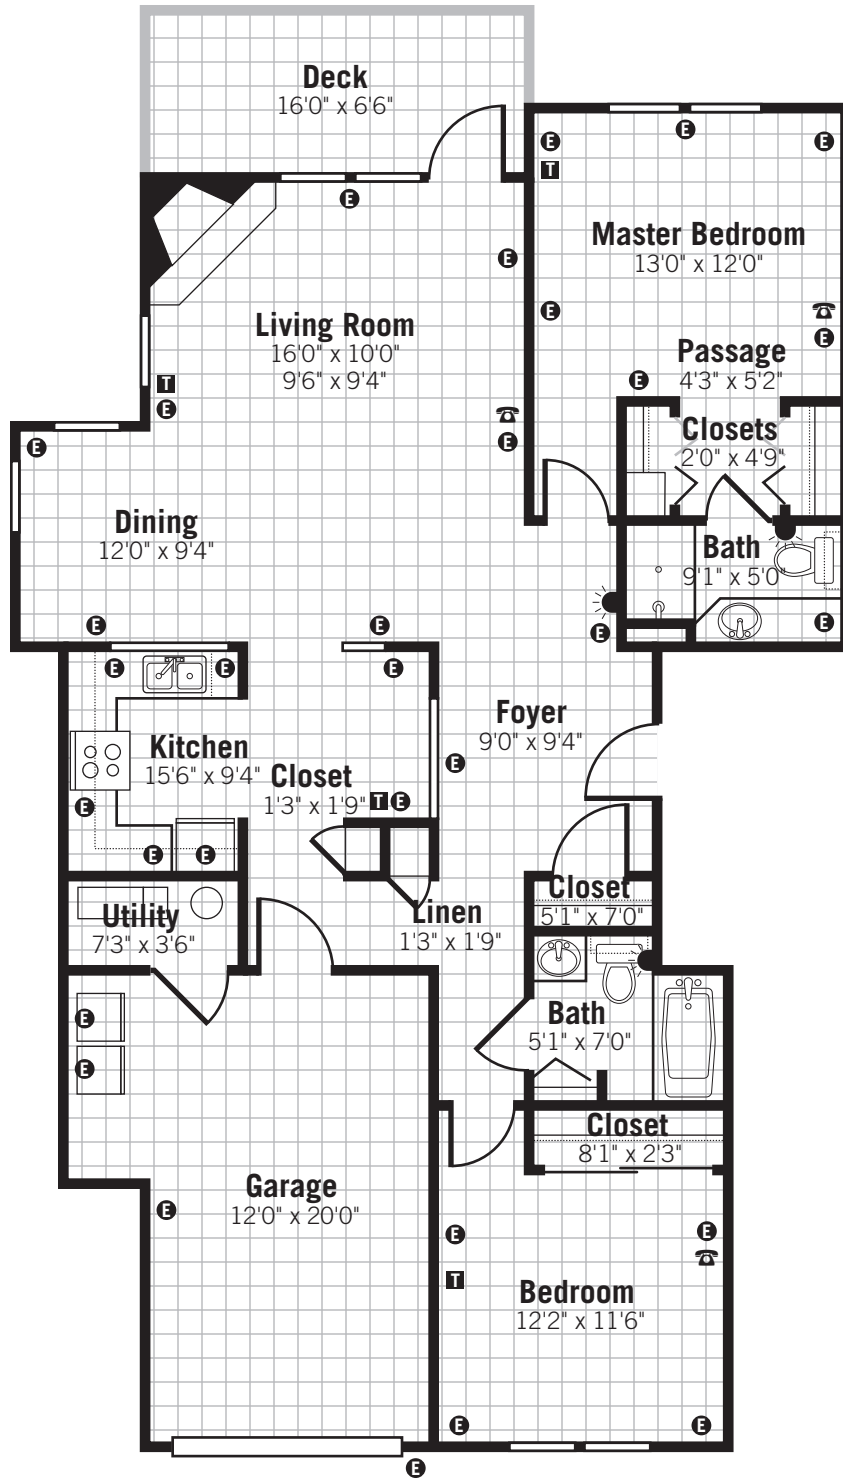 Deck
16'0" x 6'6"
E
E
E
E
T
E
Master Bedroom
13'0" x 12'0"
E
E
E
Living Room
16'0" x 10'0"
9'6" x 9'4"
Passage
4'3" x 5'2"
T
E
E
E
E
Closets
2'0" x 4'9"
Dining
12'0" x 9'4"
Bath
9'1" x 5'0"
E
E
E
E
E
E
E
Foyer
9'0" x 9'4"
Kitchen
15'6" x 9'4"
Closet
1'3" x 1'9"
T
E
E
E
E
E
Closet
5'1" x 7'0"
Linen
1'3" x 1'9"
Utility
7'3" x 3'6"
E
E
Bath
5'1" x 7'0"
Closet
8'1" x 2'3"
Garage
12'0" x 20'0"
E
E
E
T
Bedroom
12'2" x 11'6"
E
E
E